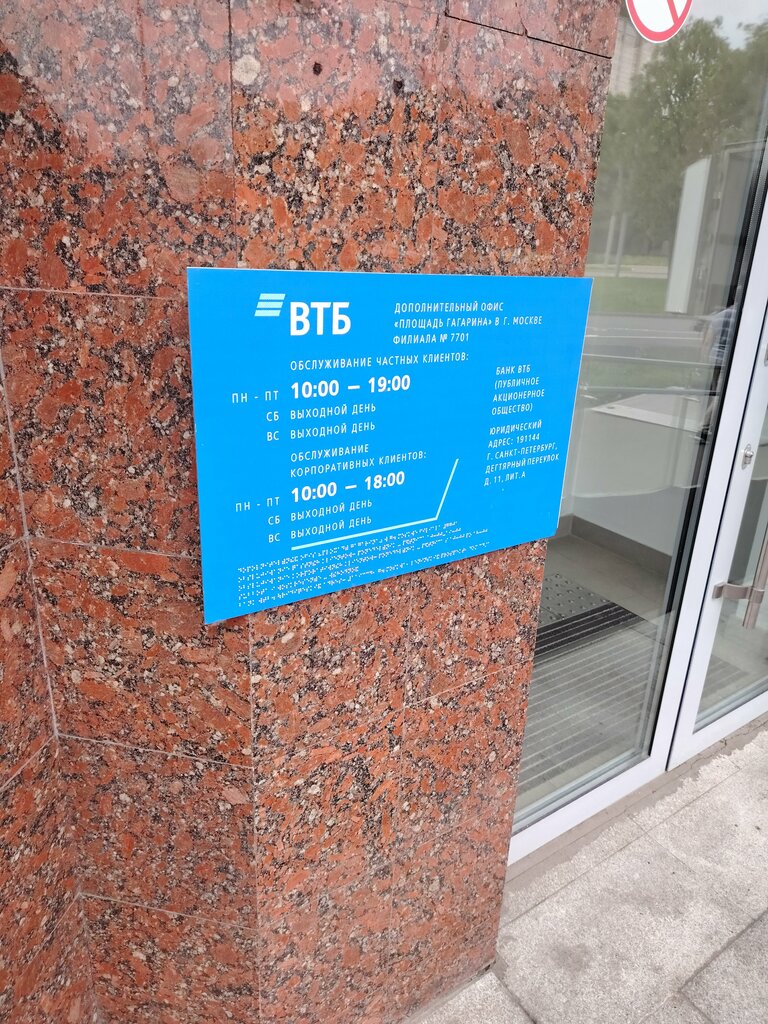 ВТБ
ДОПОЛНИТЕЛЬНЫЙ ОФИС
«ПЛОЩАДЬ ГАГАРИНА» В Г. МОСКВЕ
ФИЛИАЛА № 7701
ОБСЛУЖИВАНИЕ ЧАСТНЫХ КЛИЕНТОВ:
ПН - ПТ 10:00 — 19:00
СБ ВЫХОДНОЙ ДЕНЬ
ВС ВЫХОДНОЙ ДЕНЬ
ОБСЛУЖИВАНИЕ
КОРПОРАТИВНЫХ КЛИЕНТОВ:
ПН - ПТ 10:00 — 18:00
СБ ВЫХОДНОЙ ДЕНЬ
ВС ВЫХОДНОЙ ДЕНЬ
БАНК ВТБ
(ПУБЛИЧНОЕ
АКЦИОНЕРНОЕ
ОБЩЕСТВО)
ЮРИДИЧЕСКИЙ
АДРЕС: 191144
Г. САНКТ-ПЕТЕРБУРГ,
ДЕГТЯРНЫЙ ПЕРЕУЛОК
Д. 11, ЛИТ.А